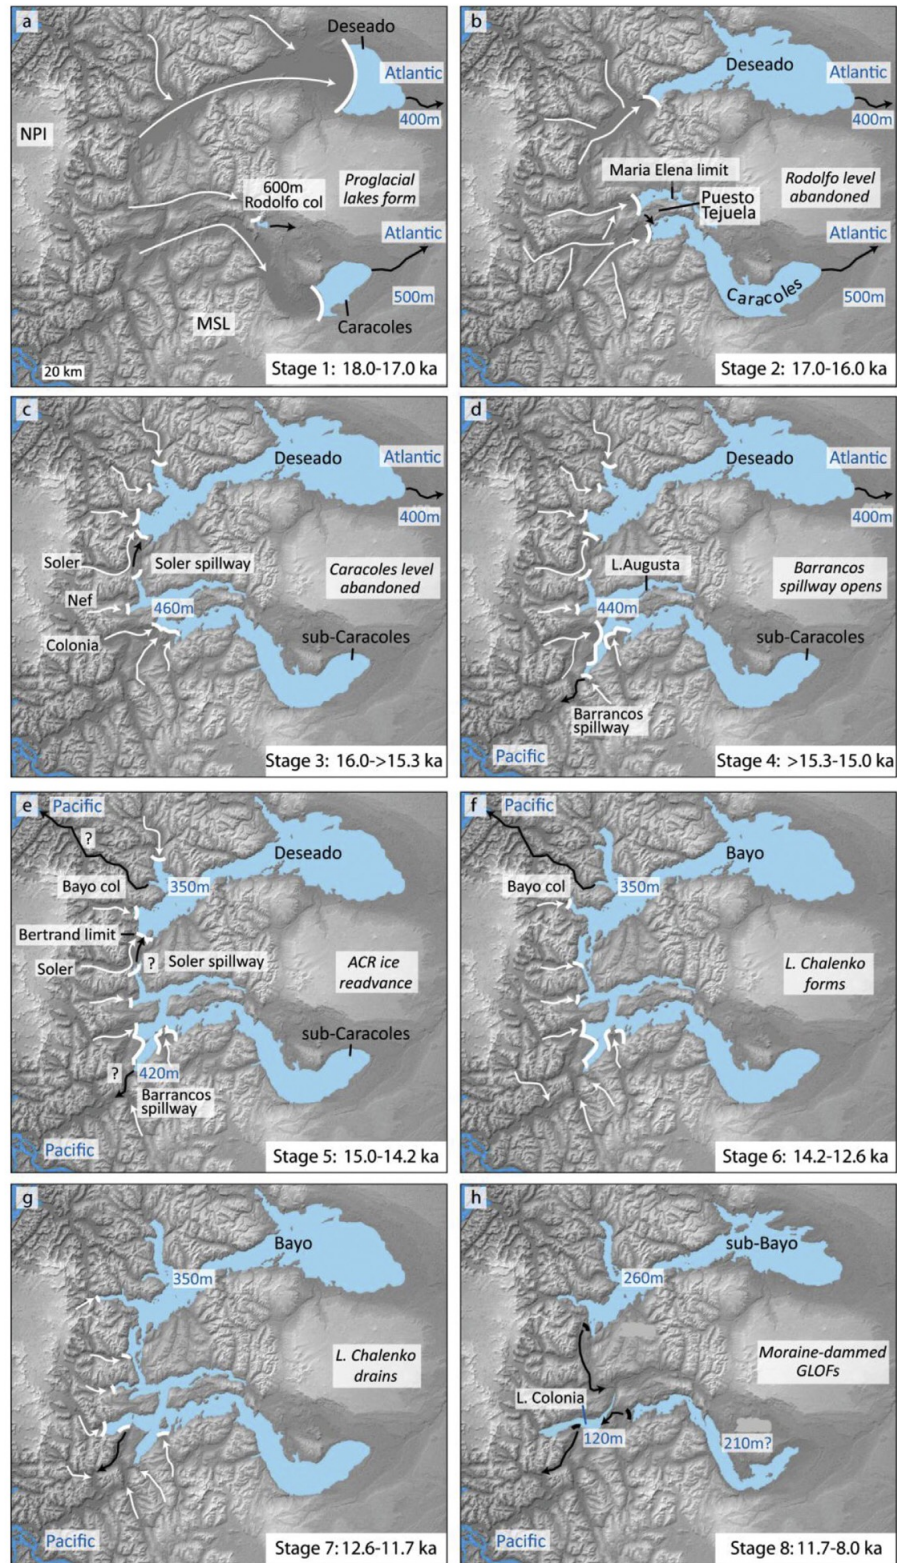 a
Deseado
Atlantic
400m
NPI
600m
Rodolfo col
Proglacial
lakes form
Atlantic
500m
MSL
Caracoles
20 km
Stage 1: 18.0-17.0 ka
b
Deseado
Atlantic
400m
Maria Elena limit
Puesto
Tejuela
Rodolfo level
abandoned
Atlantic
Caracoles
500m
Stage 2: 17.0-16.0 ka
c
Deseado
Atlantic
400m
Soler
Soler spillway
Caracoles level
abandoned
Nef
460m
Colonia
sub-Caracoles
Stage 3: 16.0->15.3 ka
d
Deseado
Atlantic
400m
L.Augusta
Barrancos
spillway opens
440m
sub-Caracoles
Barrancos
spillway
Pacific
Stage 4: >15.3-15.0 ka
e
Pacific
?
Deseado
Bayo col
350m
Bertrand limit
Soler
?
Soler spillway
ACR ice
readvance
sub-Caracoles
?
420m
Barrancos
spillway
Pacific
Stage 5: 15.0-14.2 ka
f
Pacific
Bayo
Bayo col
350m
L. Chalenko
forms
Stage 6: 14.2-12.6 ka
g
Bayo
350m
L. Chalenko
drains
Pacific
Stage 7: 12.6-11.7 ka
h
sub-Bayo
260m
Moraine-dammed
GLOFs
L. Colonia
120m
210m?
Pacific
Stage 8: 11.7-8.0 ka